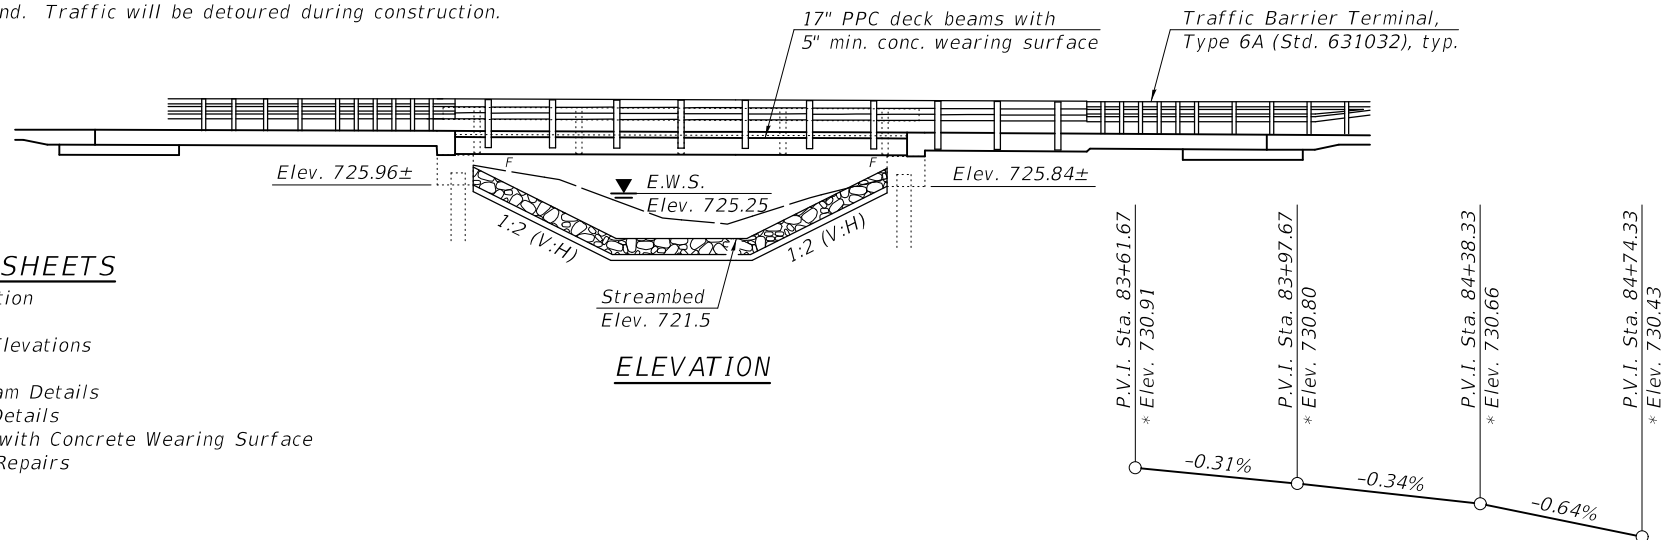 nd. Traffic will be detoured during construction.
17" PPC deck beams with
5" min. conc. wearing surface
Traffic Barrier Terminal,
Type 6A (Std. 631032), typ.
Elev. 725.96±
F
F
E.W.S.
Elev. 725.25
Elev. 725.84±
1:2 (V:H)
1:2 (V:H)
Streambed
Elev. 721.5
ELEVATION
SHEETS
tion
Elevations
am Details
Details
with Concrete Wearing Surface
Repairs
P.V.I. Sta. 83+61.67
* Elev. 730.91
P.V.I. Sta. 83+97.67
* Elev. 730.80
P.V.I. Sta. 84+38.33
* Elev. 730.66
P.V.I. Sta. 84+74.33
* Elev. 730.43
-0.31%
-0.34%
-0.64%